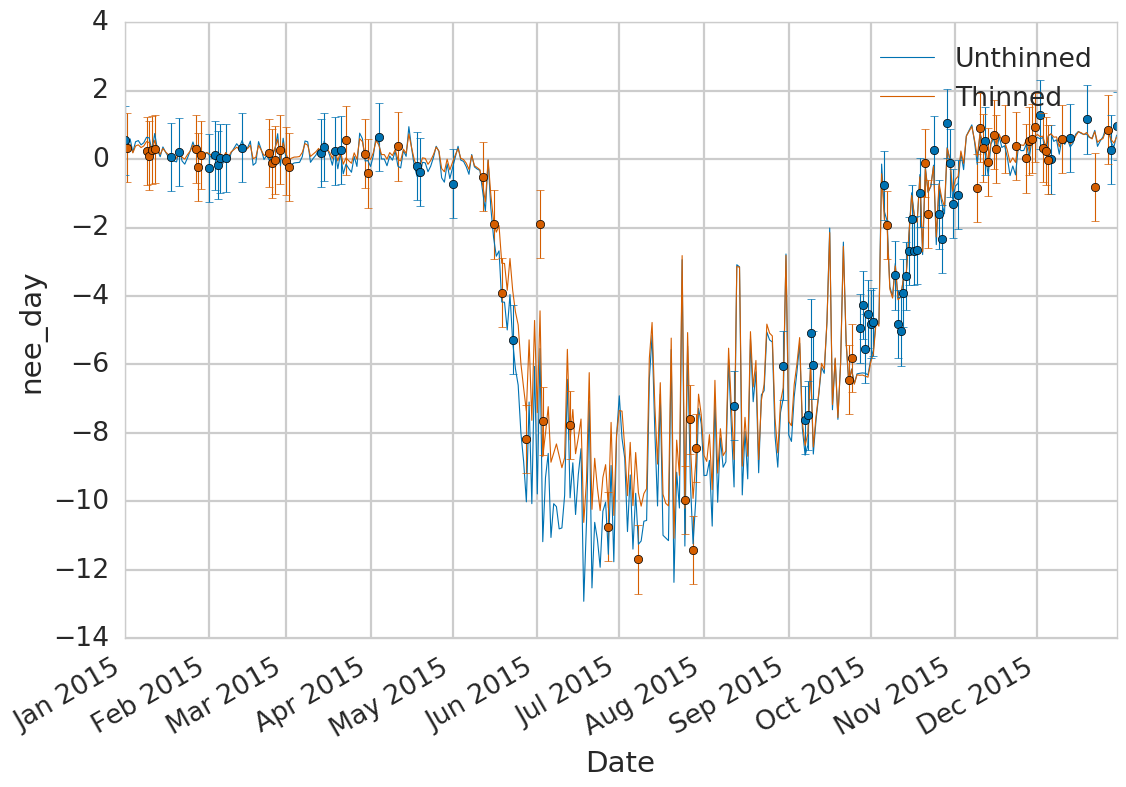 4
2
0
−2
−4
−6
−8
−10
−12
−14
nee_day
Unthinned
Thinned
Jan 2015
Feb 2015
Mar 2015
Apr 2015
May 2015
Jun 2015
Jul 2015
Aug 2015
Sep 2015
Oct 2015
Nov 2015
Dec 2015
Date